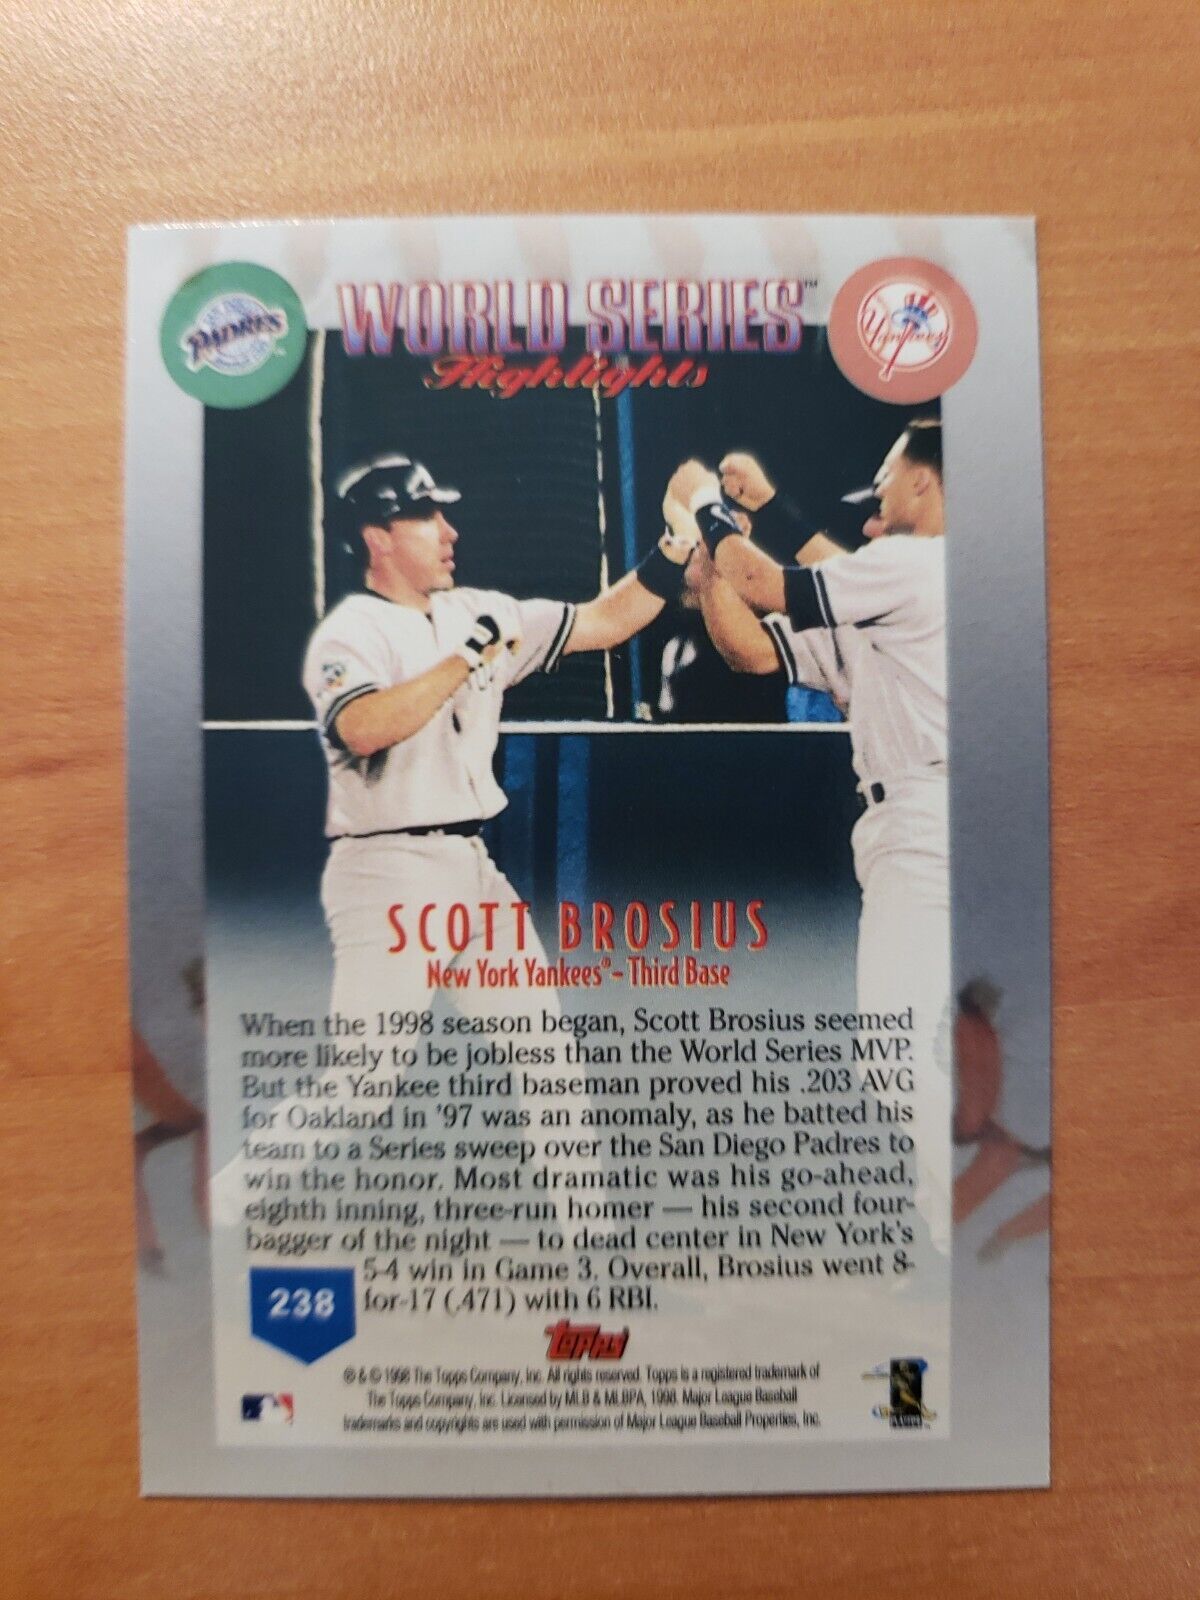 PADRES
WORLD SERIES™
Yankees
Highlights
SCOTT BROSIUS
New York Yankees® – Third Base
When the 1998 season began, Scott Brosius seemed
more likely to be jobless than the World Series MVP.
But the Yankee third baseman proved his .203 AVG
for Oakland in '97 was an anomaly, as he batted his
team to a Series sweep over the San Diego Padres to
win the honor. Most dramatic was his go-ahead,
eighth inning, three-run homer — his second four-
bagger of the night — to dead center in New York's
5-4 win in Game 3. Overall, Brosius went 8-
for-17 (.471) with 6 RBI.
238
TOPPS
® & © 1998 The Topps Company, Inc. All rights reserved. Topps is a registered trademark of
The Topps Company, Inc. Licensed by MLB & MLBPA, 1998. Major League Baseball
trademarks and copyrights are used with permission of Major League Baseball Properties, Inc.